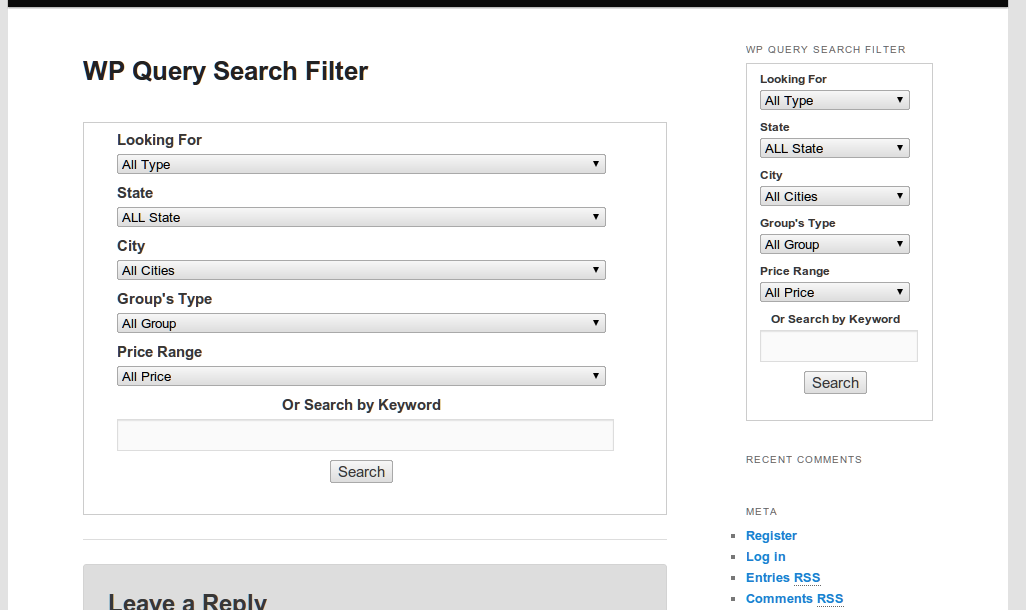 WP Query Search Filter
Looking For
All Type
State
ALL State
City
All Cities
Group's Type
All Group
Price Range
All Price
Or Search by Keyword
Search
Leave a Reply
WP QUERY SEARCH FILTER
Looking For
All Type
State
ALL State
City
All Cities
Group's Type
All Group
Price Range
All Price
Or Search by Keyword
Search
RECENT COMMENTS
META
Register
Log in
Entries RSS
Comments RSS